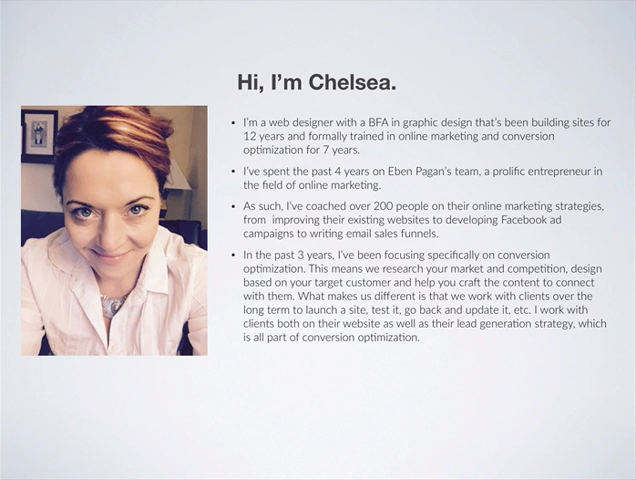 Hi, I'm Chelsea.
• I'm a web designer with a BFA in graphic design that's been building sites for
12 years and formally trained in online marketing and conversion
optimization for 7 years.
• I've spent the past 4 years on Eben Pagan's team, a prolific entrepreneur in
the field of online marketing.
• As such, I've coached over 200 people on their online marketing strategies,
from  improving their existing websites to developing Facebook ad
campaigns to writing email sales funnels.
• In the past 3 years, I've been focusing specifically on conversion
optimization. This means we research your market and competition, design
based on your target customer and help you craft the content to connect
with them. What makes us different is that we work with clients over the
long term to launch a site, test it, go back and update it, etc. I work with
clients both on their website as well as their lead generation strategy, which
is all part of conversion optimization.